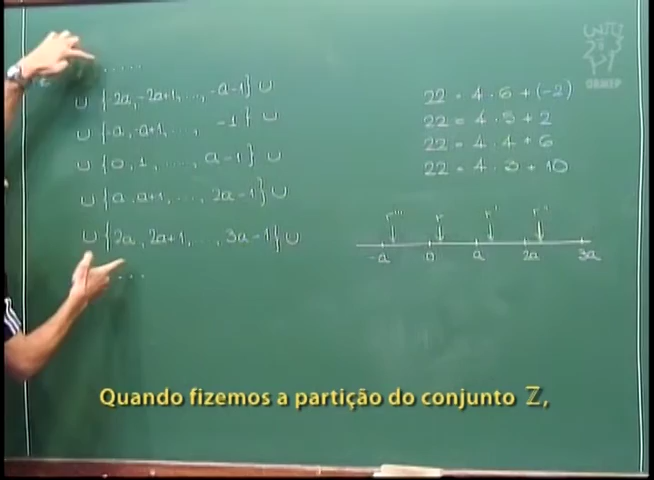 .....
∪ {2a, -2a+1, ..., -a-1} ∪
∪ {-a, -a+1, ..., -1} ∪
∪ {0, 1, ..., a-1} ∪
∪ {a, a+1, ..., 2a-1} ∪
∪ {2a, 2a+1, ..., 3a-1} ∪
...
22 = 4 · 6 + (-2)
22 = 4 · 5 + 2
22 = 4 · 4 + 6
22 = 4 · 3 + 10
r''' r r' r''
-a 0 a 2a 3a
OBMEP
Quando fizemos a partição do conjunto ℤ,